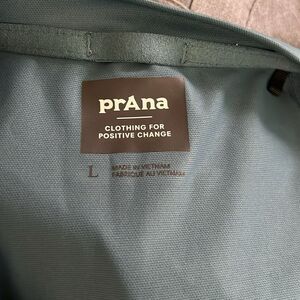 prAna
CLOTHING FOR
POSITIVE CHANGE
L
MADE IN VIETNAM
FABRIQUÉ AU VIETNAM